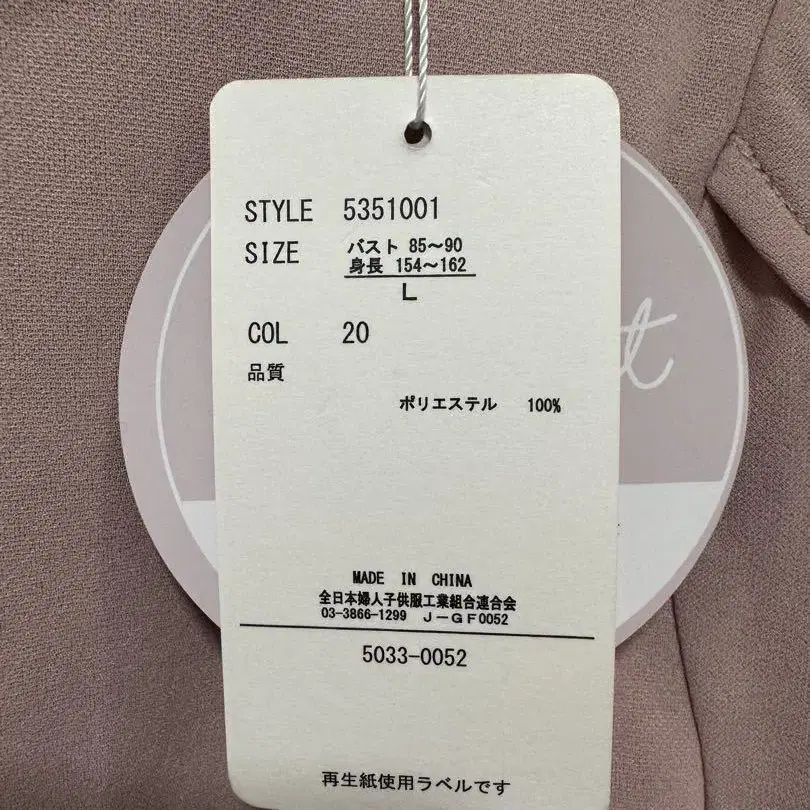 STYLE 5351001
SIZE バスト 85〜90
身長 154〜162
L
COL 20
品質
ポリエステル 100%
MADE IN CHINA
全日本婦人子供服工業組合連合会
03-3866-1299 J-GF0052
5033-0052
再生紙使用ラベルです